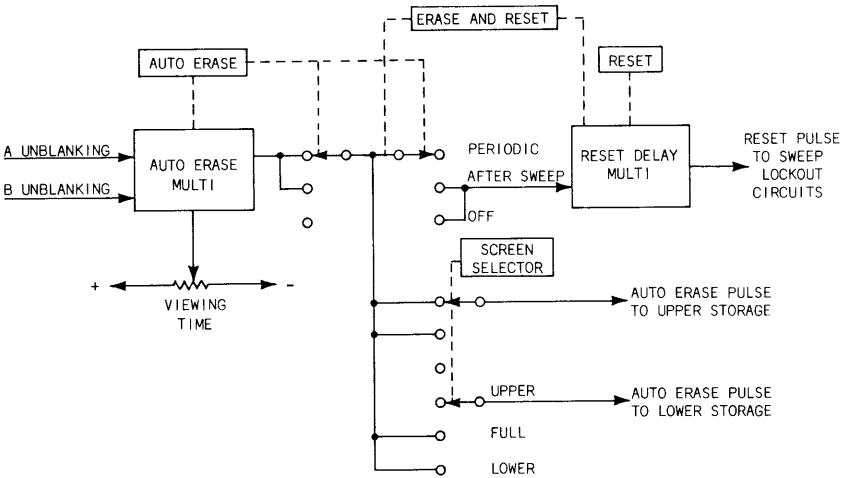 ERASE AND RESET
AUTO ERASE
RESET
A UNBLANKING
B UNBLANKING
AUTO ERASE
MULTI
PERIODIC
AFTER SWEEP
OFF
RESET DELAY
MULTI
RESET PULSE
TO SWEEP
LOCKOUT
CIRCUITS
+
-
VIEWING
TIME
SCREEN
SELECTOR
AUTO ERASE PULSE
TO UPPER STORAGE
UPPER
FULL
LOWER
AUTO ERASE PULSE
TO LOWER STORAGE